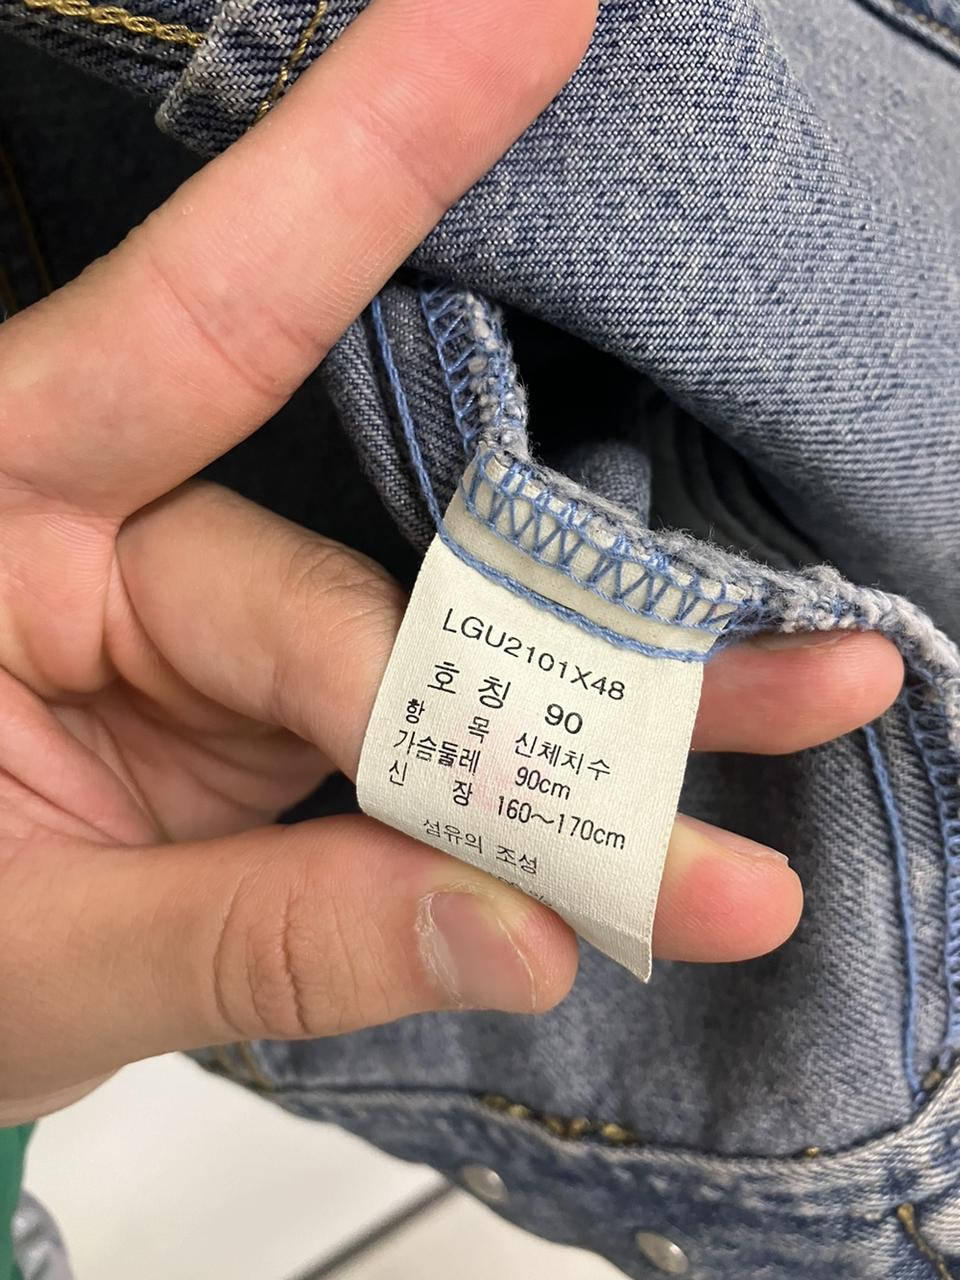 LGU2101X48
호 칭 90
항 목 신체치수
가슴둘레 90cm
신 장 160~170cm
섬유의 조성